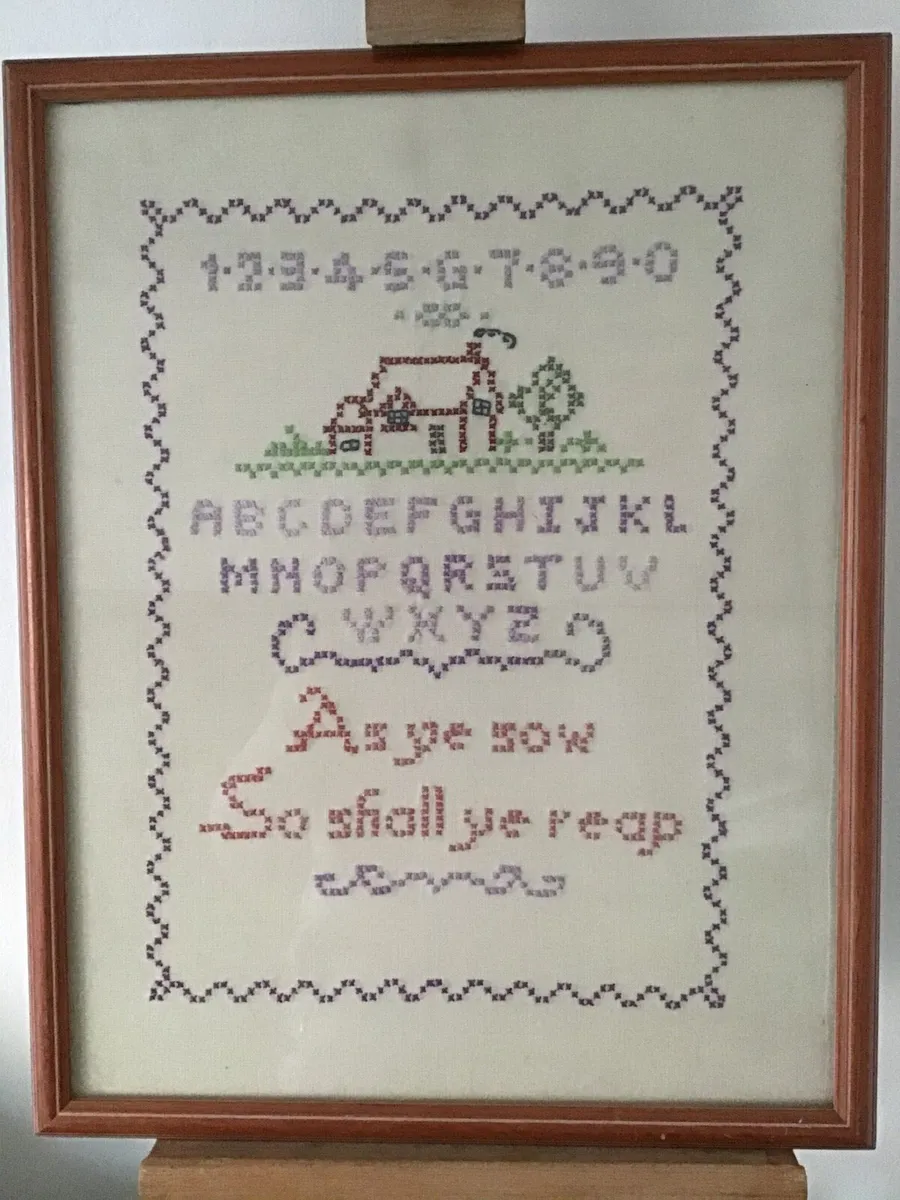 1·2·3·4·5·6·7·8·9·0
ABCDEFGHIJKL
MNOPQRSTUV
WXYZ
As ye sow
So shall ye reap